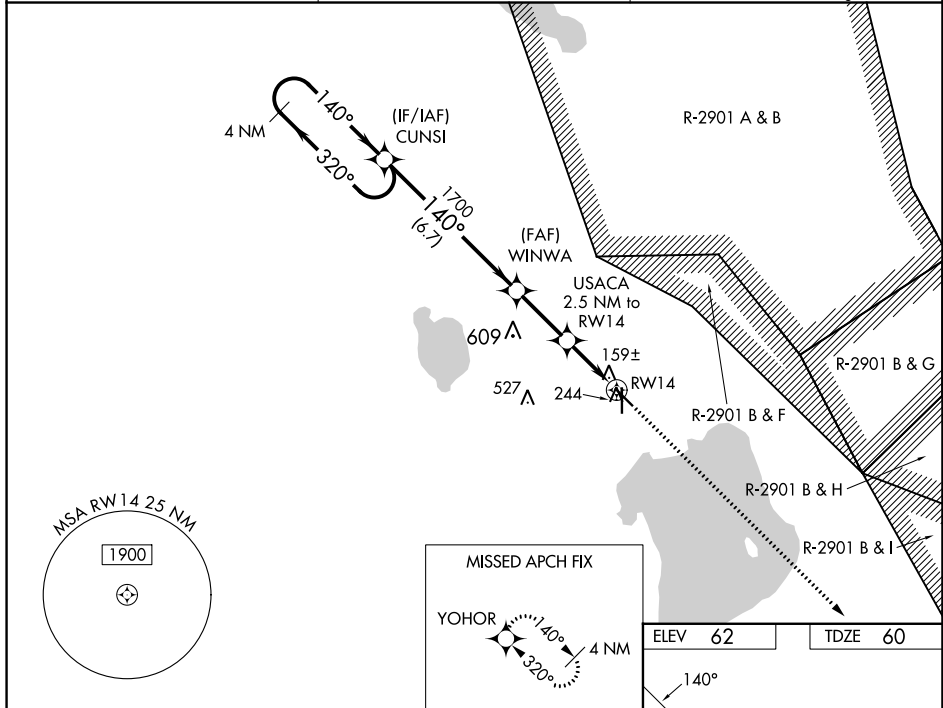 R-2901 A & B
140°
4 NM
320°
(IF/IAF)
CUNSI
1700
140°
(6.7)
(FAF)
WINWA
USACA
2.5 NM to
RW14
609
159±
RW14
527
244
R-2901 B & G
R-2901 B & F
R-2901 B & H
R-2901 B & I
MSA RW14 25 NM
1900
MISSED APCH FIX
YOHOR
140°
320°
4 NM
ELEV 62
TDZE 60
140°